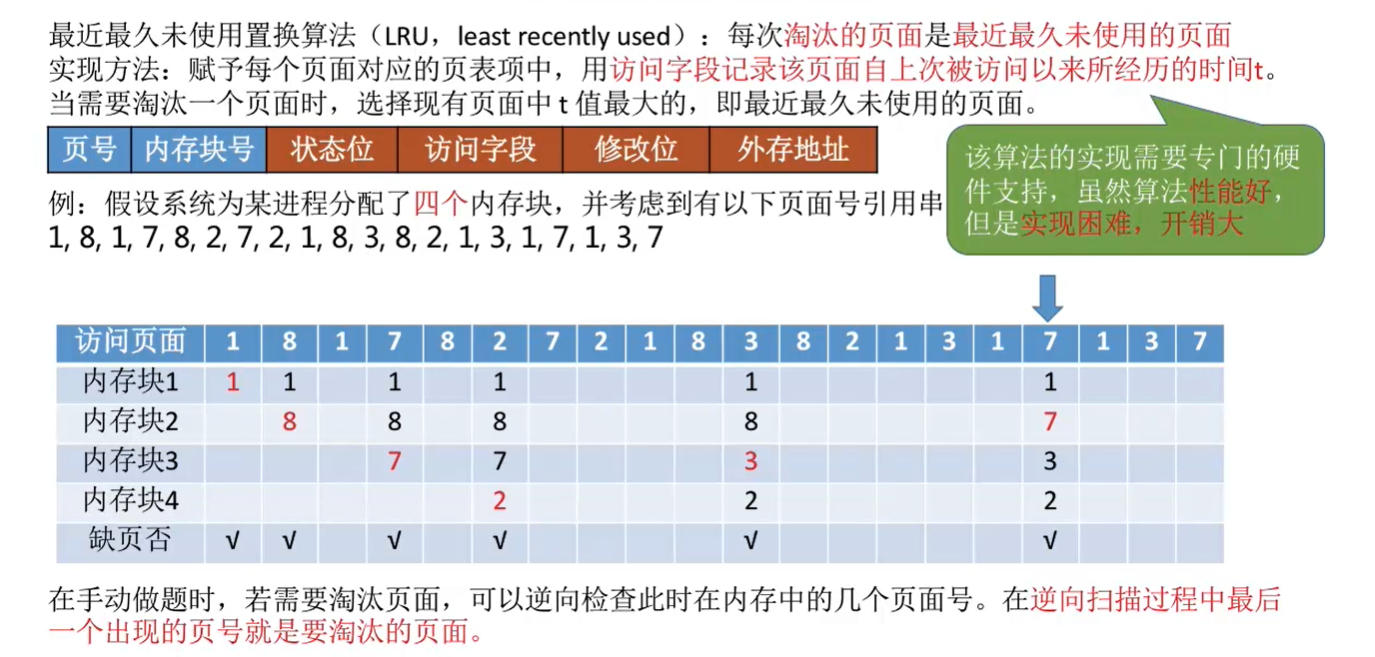 最近最久未使用置换算法（LRU，least recently used）：每次淘汰的页面是最近最久未使用的页面
实现方法：赋予每个页面对应的页表项中，用访问字段记录该页面自上次被访问以来所经历的时间t。
当需要淘汰一个页面时，选择现有页面中 t 值最大的，即最近最久未使用的页面。
页号 内存块号 状态位 访问字段 修改位 外存地址
该算法的实现需要专门的硬
件支持，虽然算法性能好，
但是实现困难，开销大
例：假设系统为某进程分配了四个内存块，并考虑到有以下页面号引用串
1, 8, 1, 7, 8, 2, 7, 2, 1, 8, 3, 8, 2, 1, 3, 1, 7, 1, 3, 7
访问页面 1 8 1 7 8 2 7 2 1 8 3 8 2 1 3 1 7 1 3 7
内存块1 1 1 1 1 1 1
内存块2 8 8 8 8 7
内存块3 7 7 3 3
内存块4 2 2 2
缺页否 √ √ √ √ √ √
在手动做题时，若需要淘汰页面，可以逆向检查此时在内存中的几个页面号。在逆向扫描过程中最后
一个出现的页号就是要淘汰的页面。